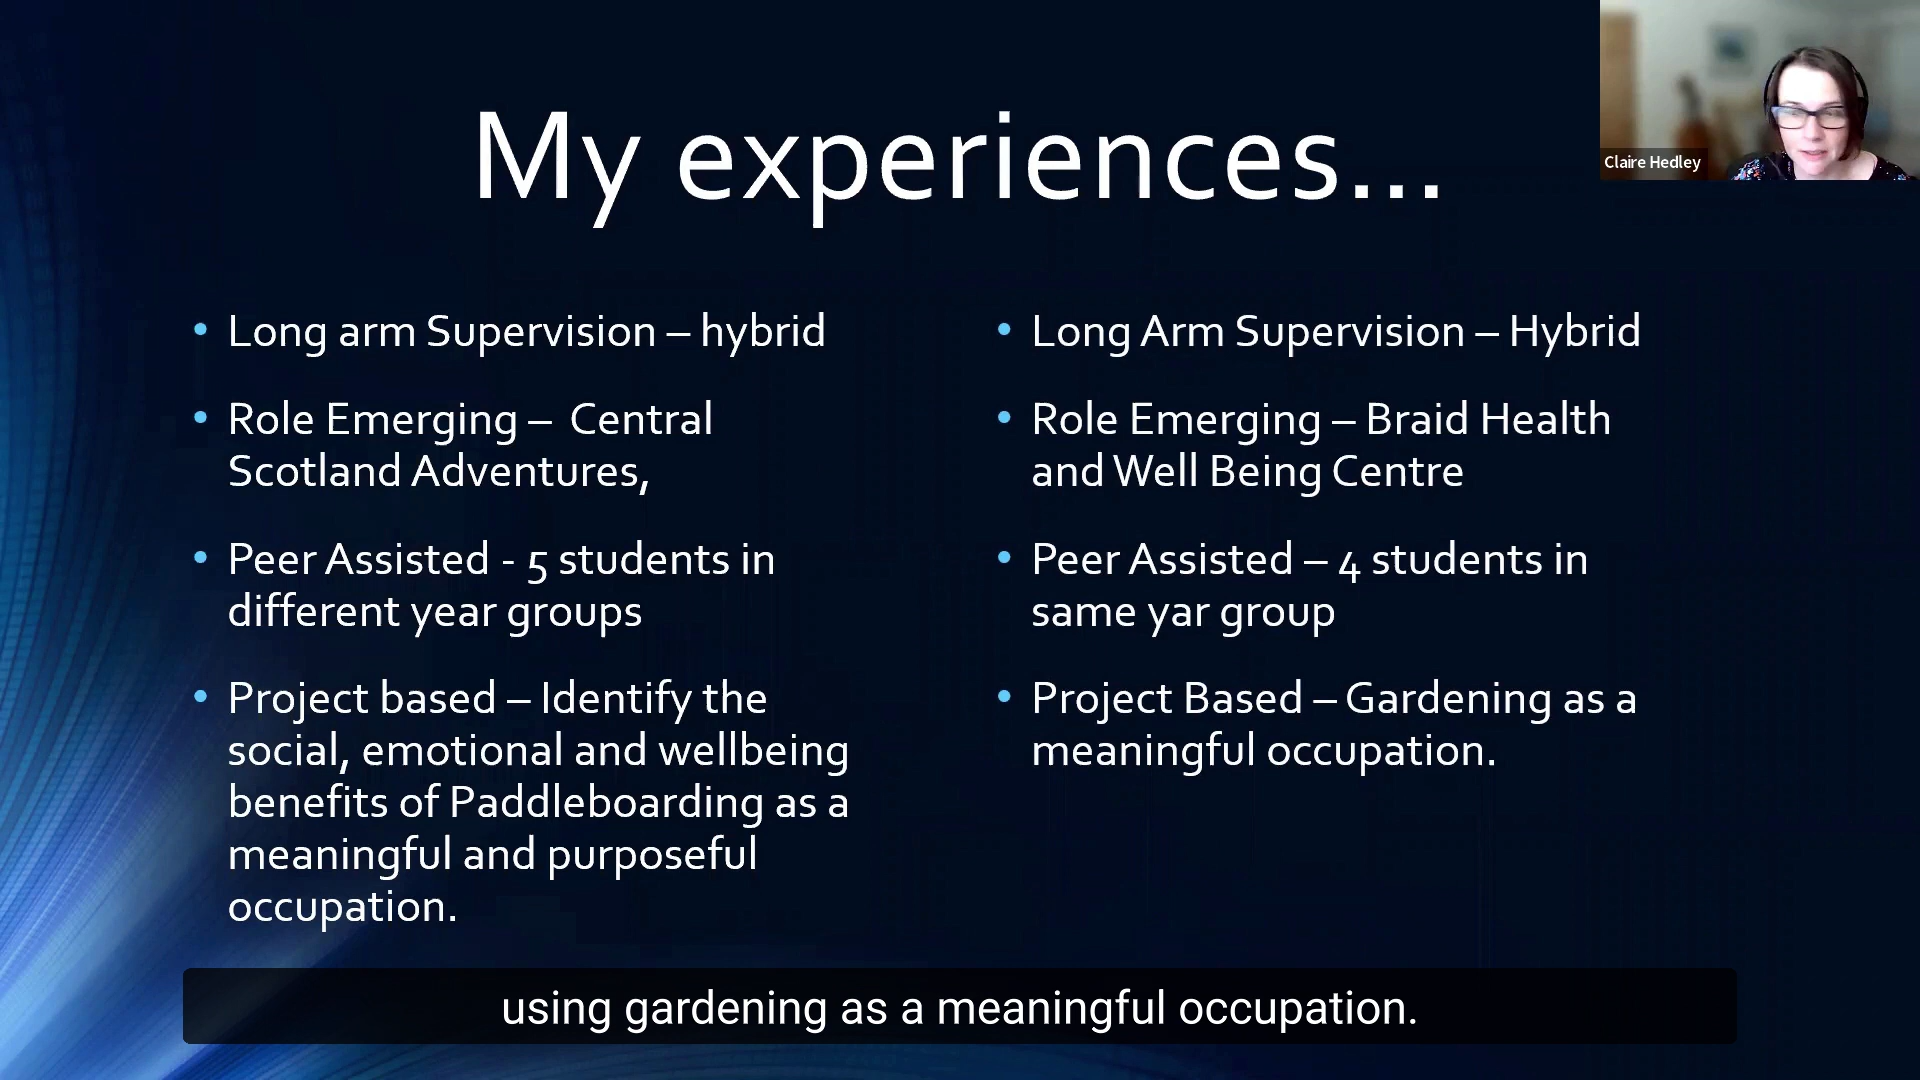 My experiences...
Claire Hedley
• Long arm Supervision – hybrid
• Role Emerging – Central
Scotland Adventures,
• Peer Assisted - 5 students in
different year groups
• Project based – Identify the
social, emotional and wellbeing
benefits of Paddleboarding as a
meaningful and purposeful
occupation.
• Long Arm Supervision – Hybrid
• Role Emerging – Braid Health
and Well Being Centre
• Peer Assisted – 4 students in
same yar group
• Project Based – Gardening as a
meaningful occupation.
using gardening as a meaningful occupation.